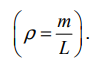 (ρ = m/L).